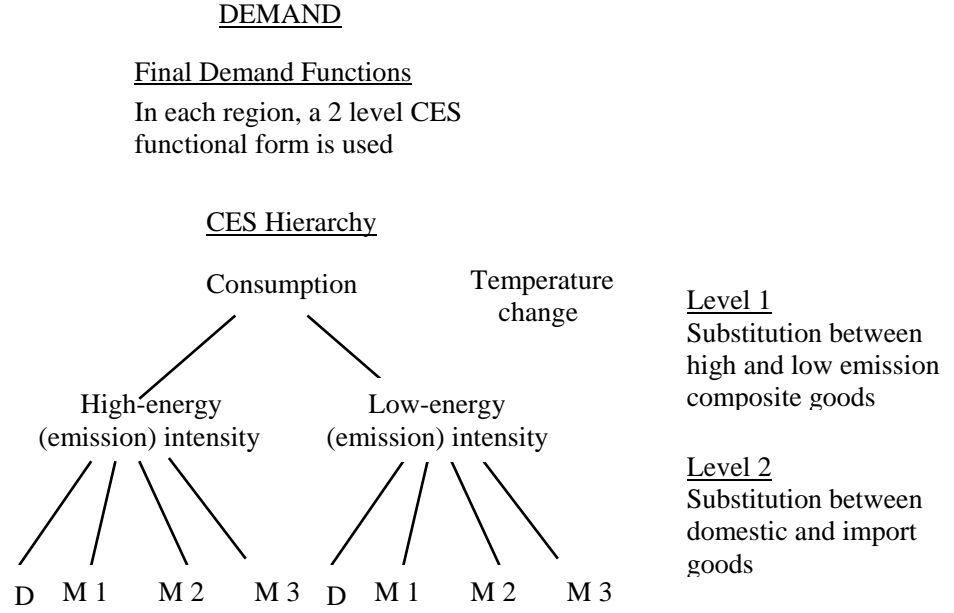 DEMAND
Final Demand Functions
In each region, a 2 level CES
functional form is used
CES Hierarchy
Consumption
Temperature
change
Level 1
Substitution between
high and low emission
composite goods
High-energy
(emission) intensity
Low-energy
(emission) intensity
Level 2
Substitution between
domestic and import
goods
D M 1 M 2 M 3 D M 1 M 2 M 3